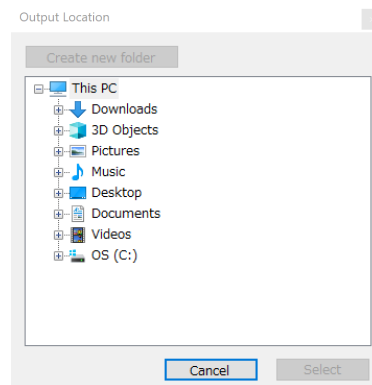 Output Location
Create new folder
This PC
Downloads
3D Objects
Pictures
Music
Desktop
Documents
Videos
OS (C:)
Cancel
Select